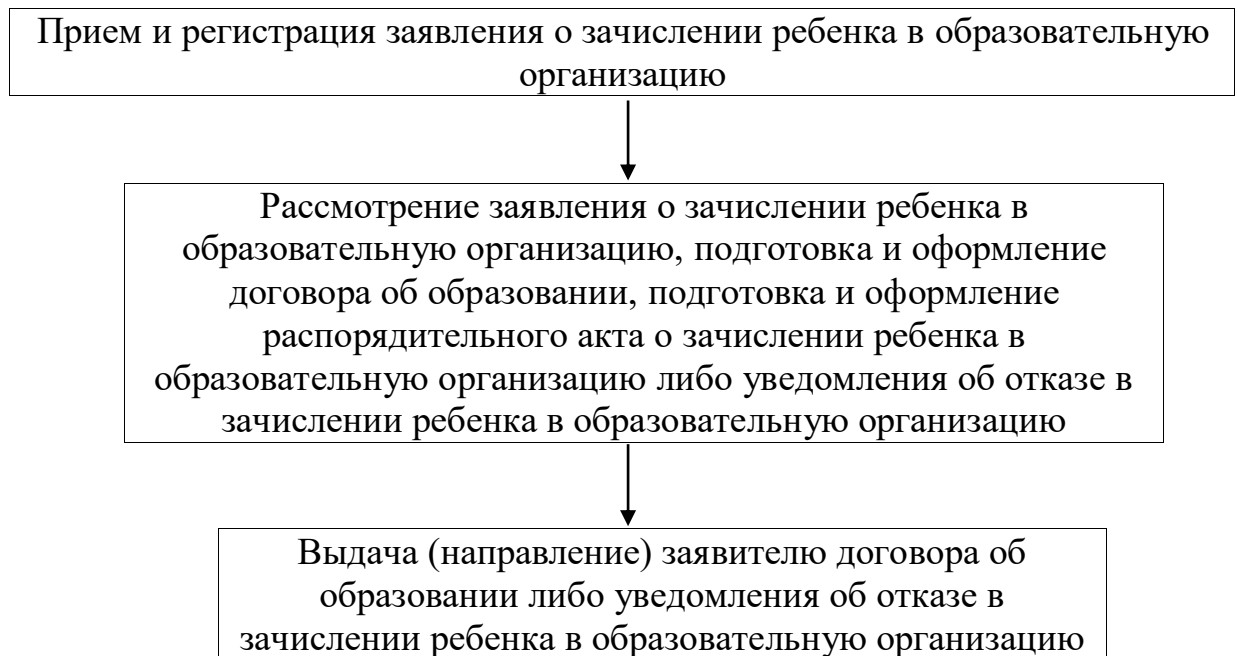 Прием и регистрация заявления о зачислении ребенка в образовательную
организацию
Рассмотрение заявления о зачислении ребенка в
образовательную организацию, подготовка и оформление
договора об образовании, подготовка и оформление
распорядительного акта о зачислении ребенка в
образовательную организацию либо уведомления об отказе в
зачислении ребенка в образовательную организацию
Выдача (направление) заявителю договора об
образовании либо уведомления об отказе в
зачислении ребенка в образовательную организацию